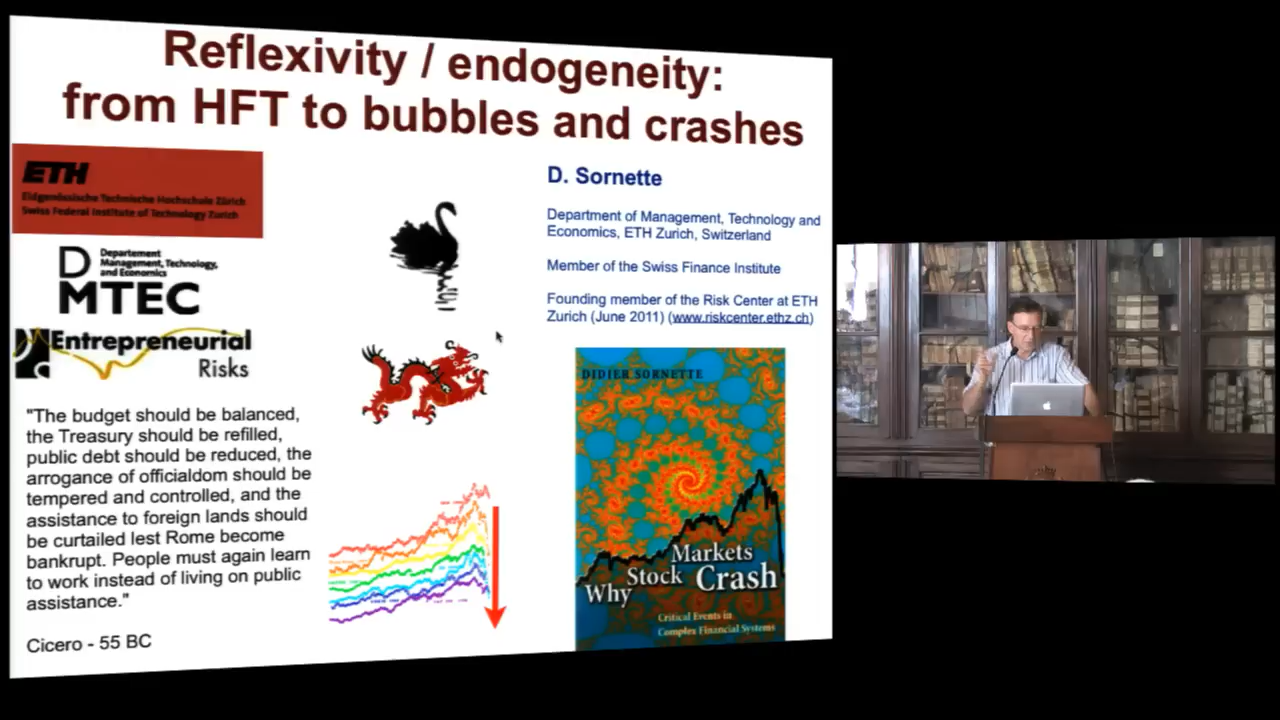 Reflexivity / endogeneity:
from HFT to bubbles and crashes
ETH
Eidgenössische Technische Hochschule Zürich
Swiss Federal Institute of Technology Zurich
D
MTEC
Departement
Management, Technology,
and Economics
Entrepreneurial
Risks
"The budget should be balanced,
the Treasury should be refilled,
public debt should be reduced, the
arrogance of officialdom should be
tempered and controlled, and the
assistance to foreign lands should
be curtailed lest Rome become
bankrupt. People must again learn
to work instead of living on public
assistance."
Cicero - 55 BC
D. Sornette
Department of Management, Technology and
Economics, ETH Zurich, Switzerland
Member of the Swiss Finance Institute
Founding member of the Risk Center at ETH
Zurich (June 2011) (www.riskcenter.ethz.ch)
DIDIER SORNETTE
Why
Stock
Markets
Crash
Critical Events in
Complex Financial Systems